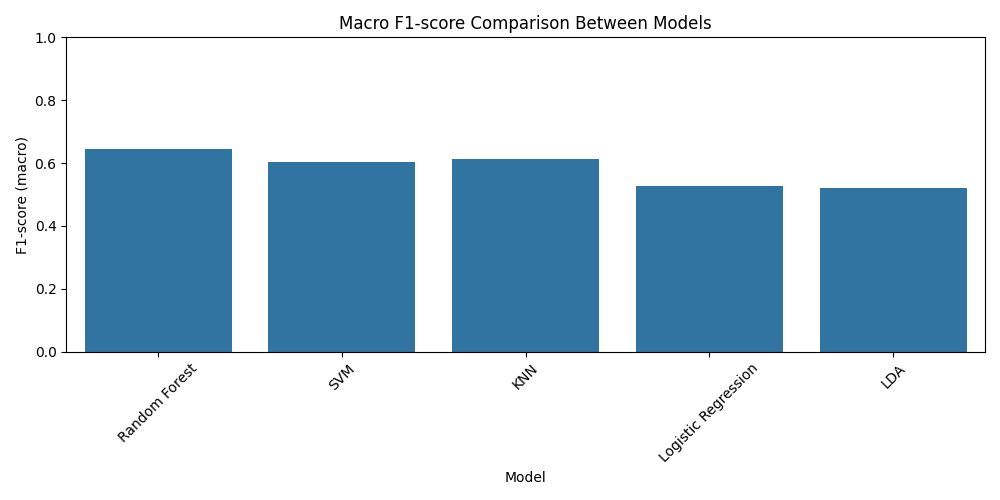 Macro F1-score Comparison Between Models
F1-score (macro)
1.0
0.8
0.6
0.4
0.2
0.0
Random Forest
SVM
KNN
Logistic Regression
LDA
Model